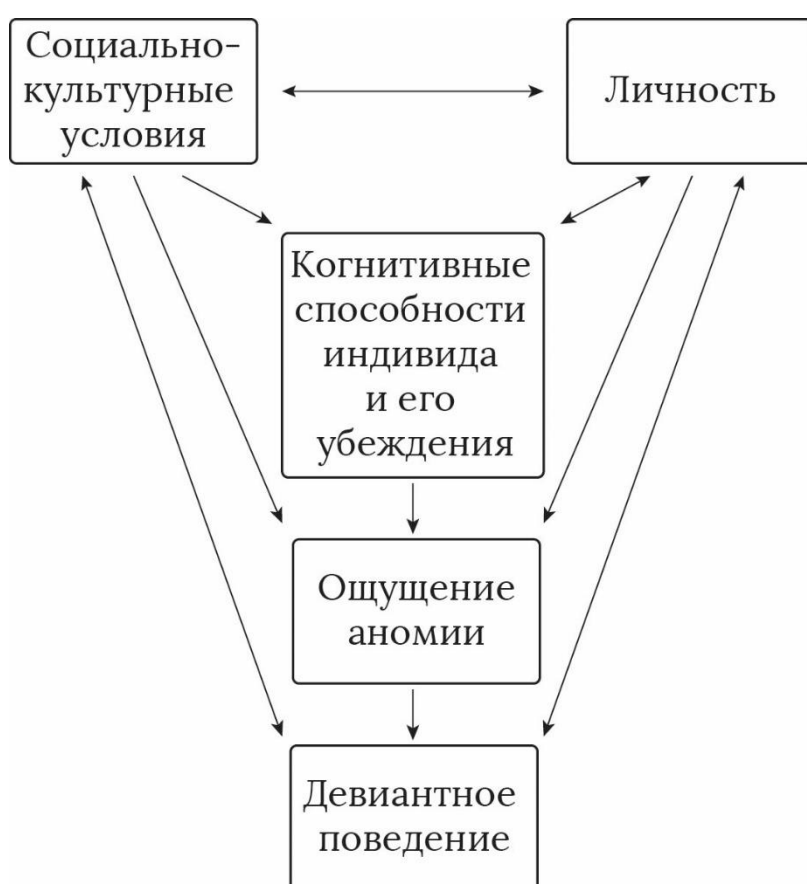 Социально-
культурные
условия
Личность
Когнитивные
способности
индивида
и его
убеждения
Ощущение
аномии
Девиантное
поведение